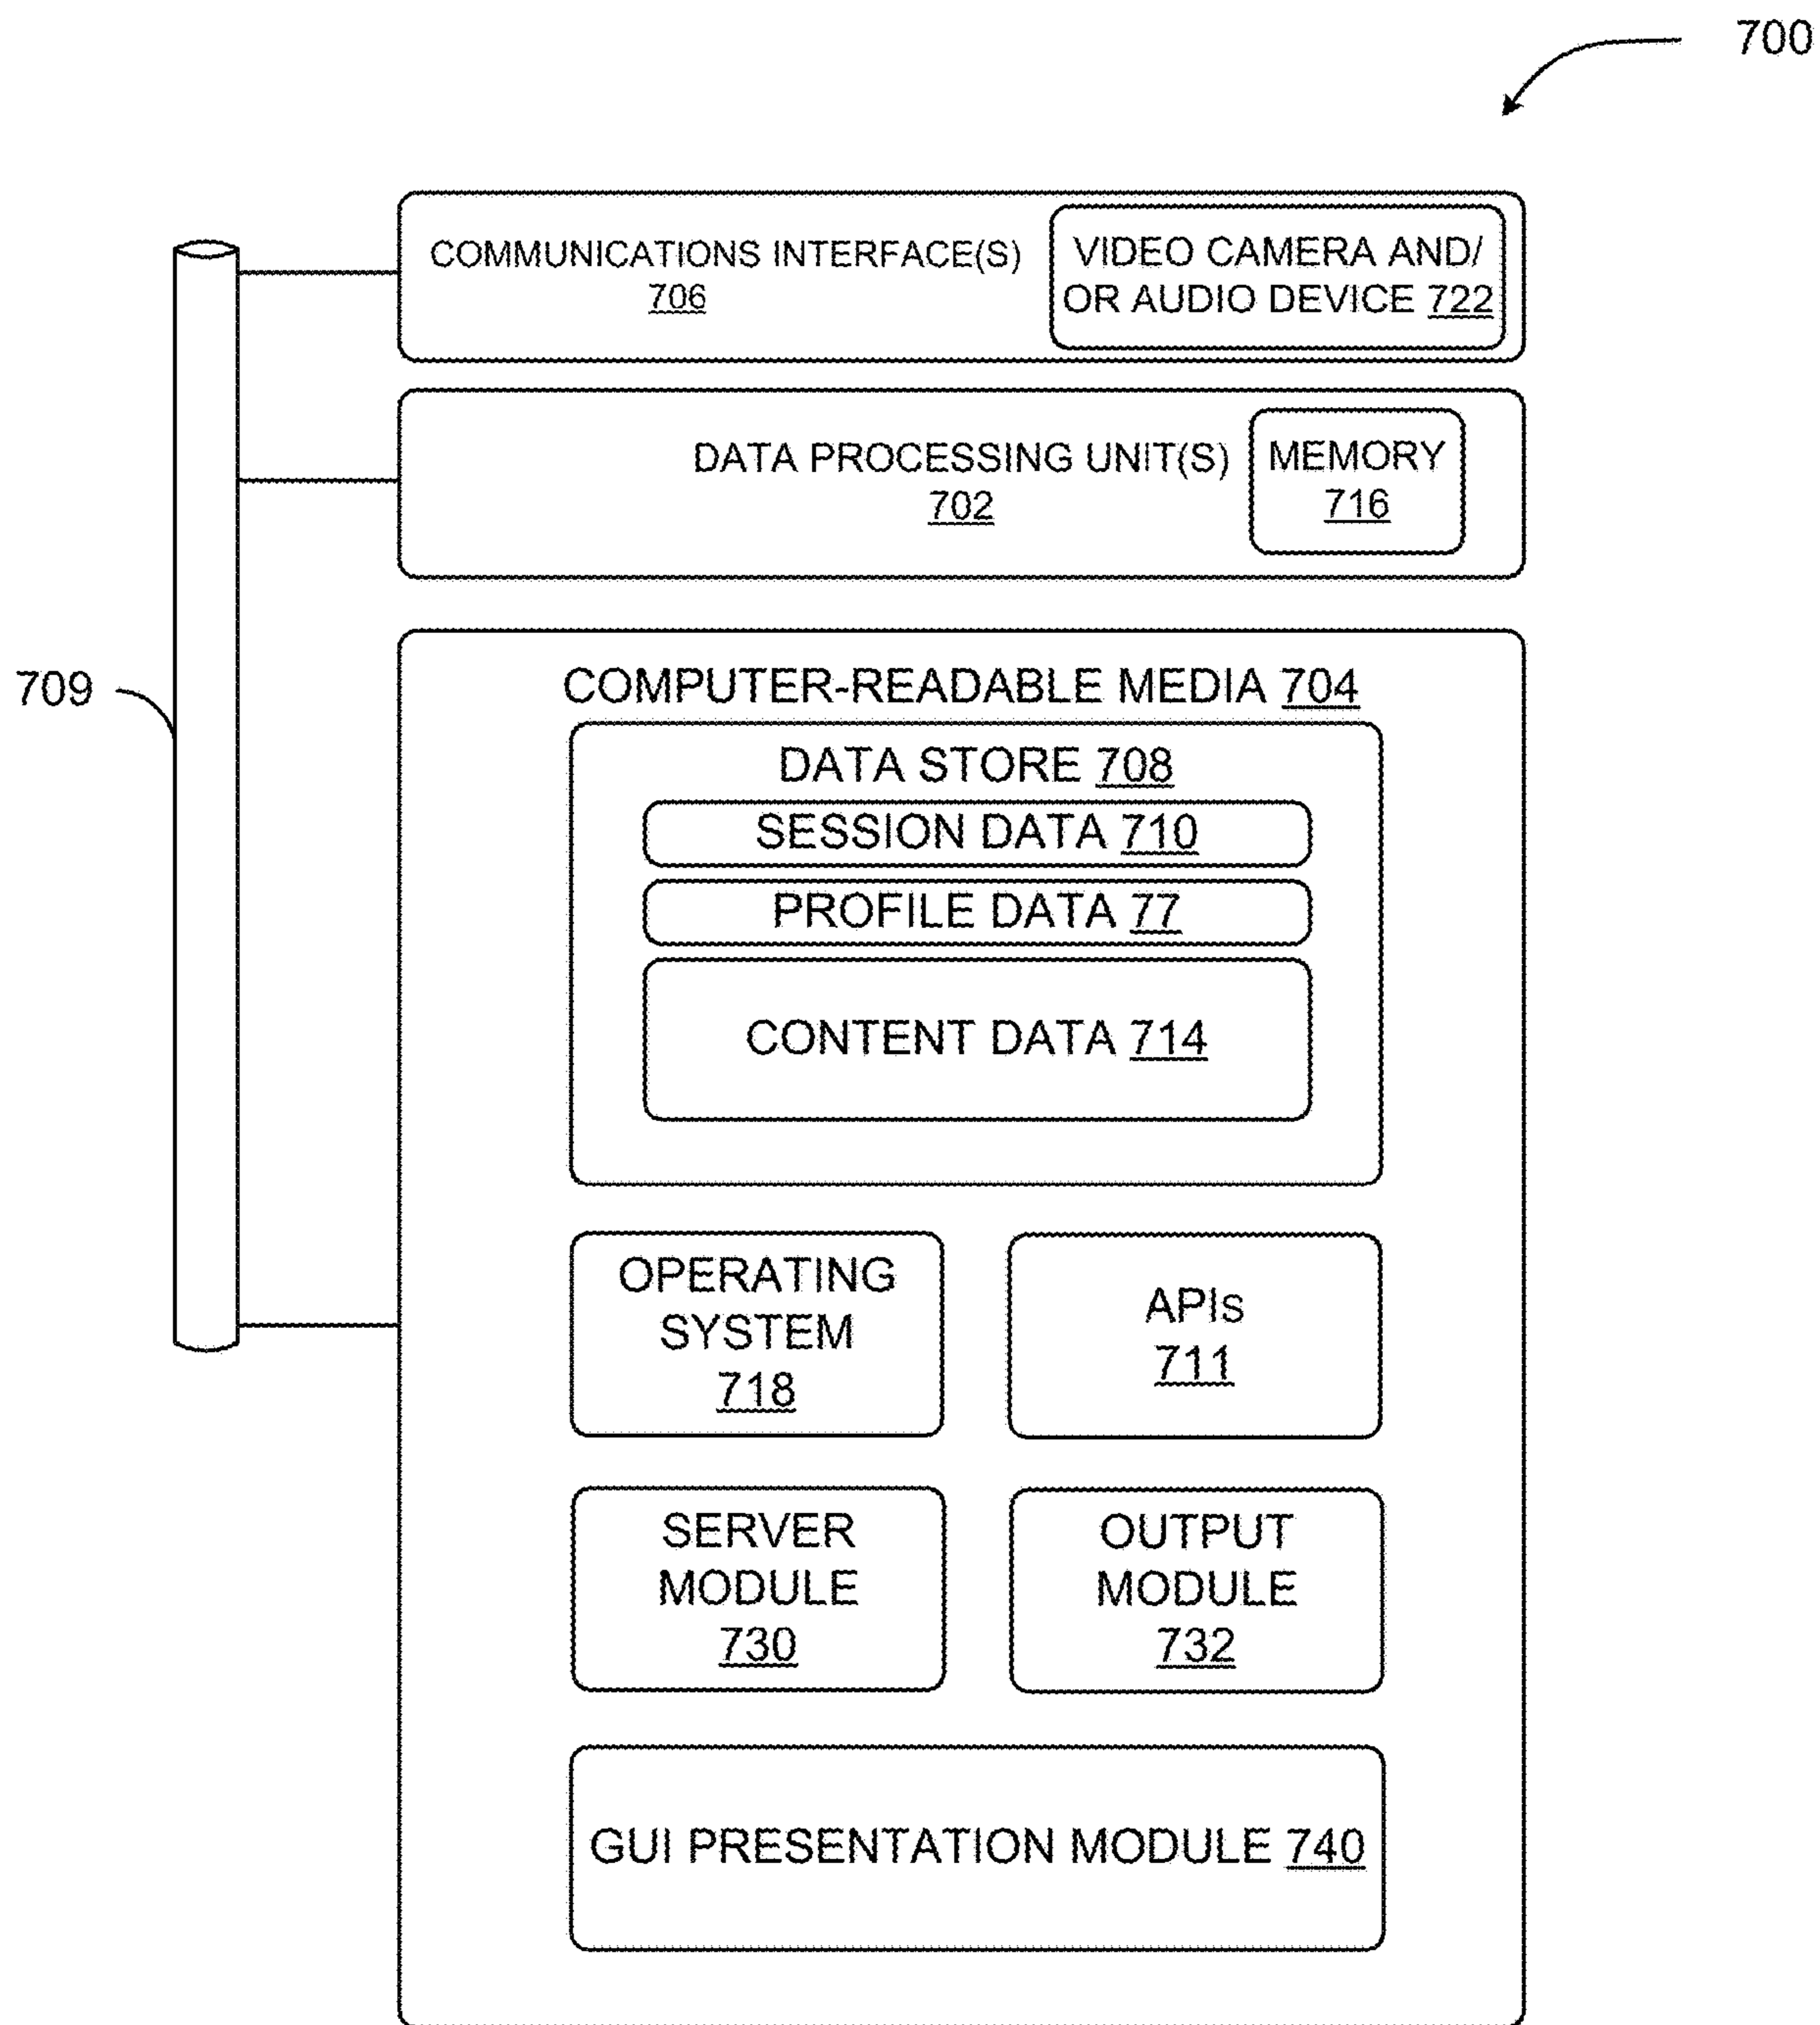 700
COMMUNICATIONS INTERFACE(S)
706
VIDEO CAMERA AND/
OR AUDIO DEVICE 722
DATA PROCESSING UNIT(S)
702
MEMORY
716
709
COMPUTER-READABLE MEDIA 704
DATA STORE 708
SESSION DATA 710
PROFILE DATA 77
CONTENT DATA 714
OPERATING
SYSTEM
718
APIs
711
SERVER
MODULE
730
OUTPUT
MODULE
732
GUI PRESENTATION MODULE 740